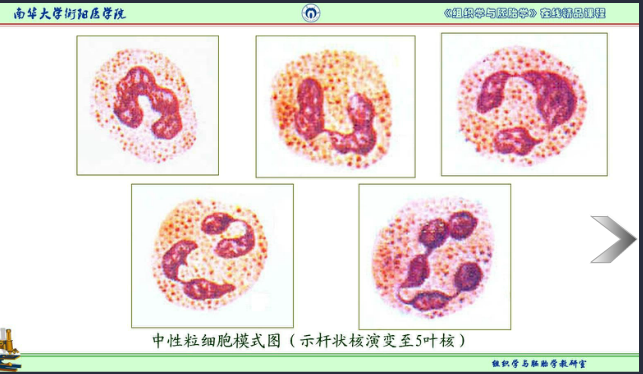 南华大学衡阳医学院
《组织学与胚胎学》在线精品课程
中性粒细胞模式图（示杆状核演变至5叶核）
组织学与胚胎学教研室